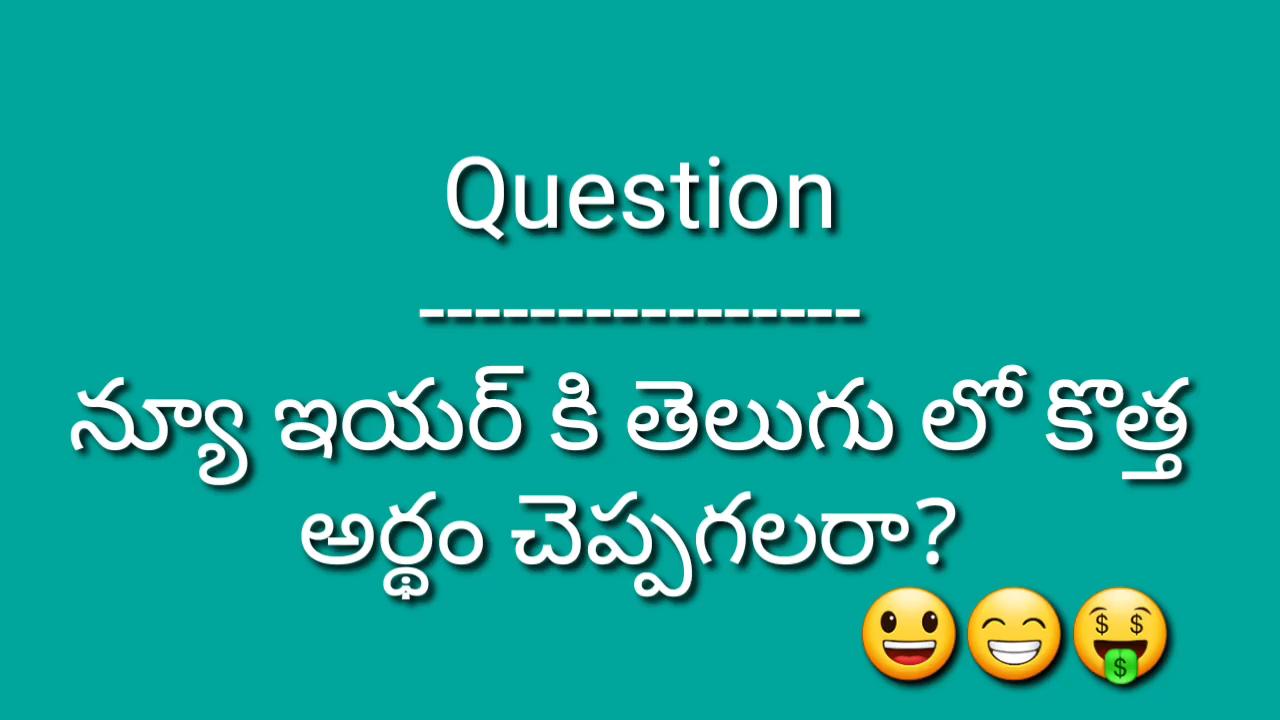 Question
----------------
న్యూ ఇయర్ కి తెలుగు లో కొత్త
అర్థం చెప్పగలరా?
😃😁🤑